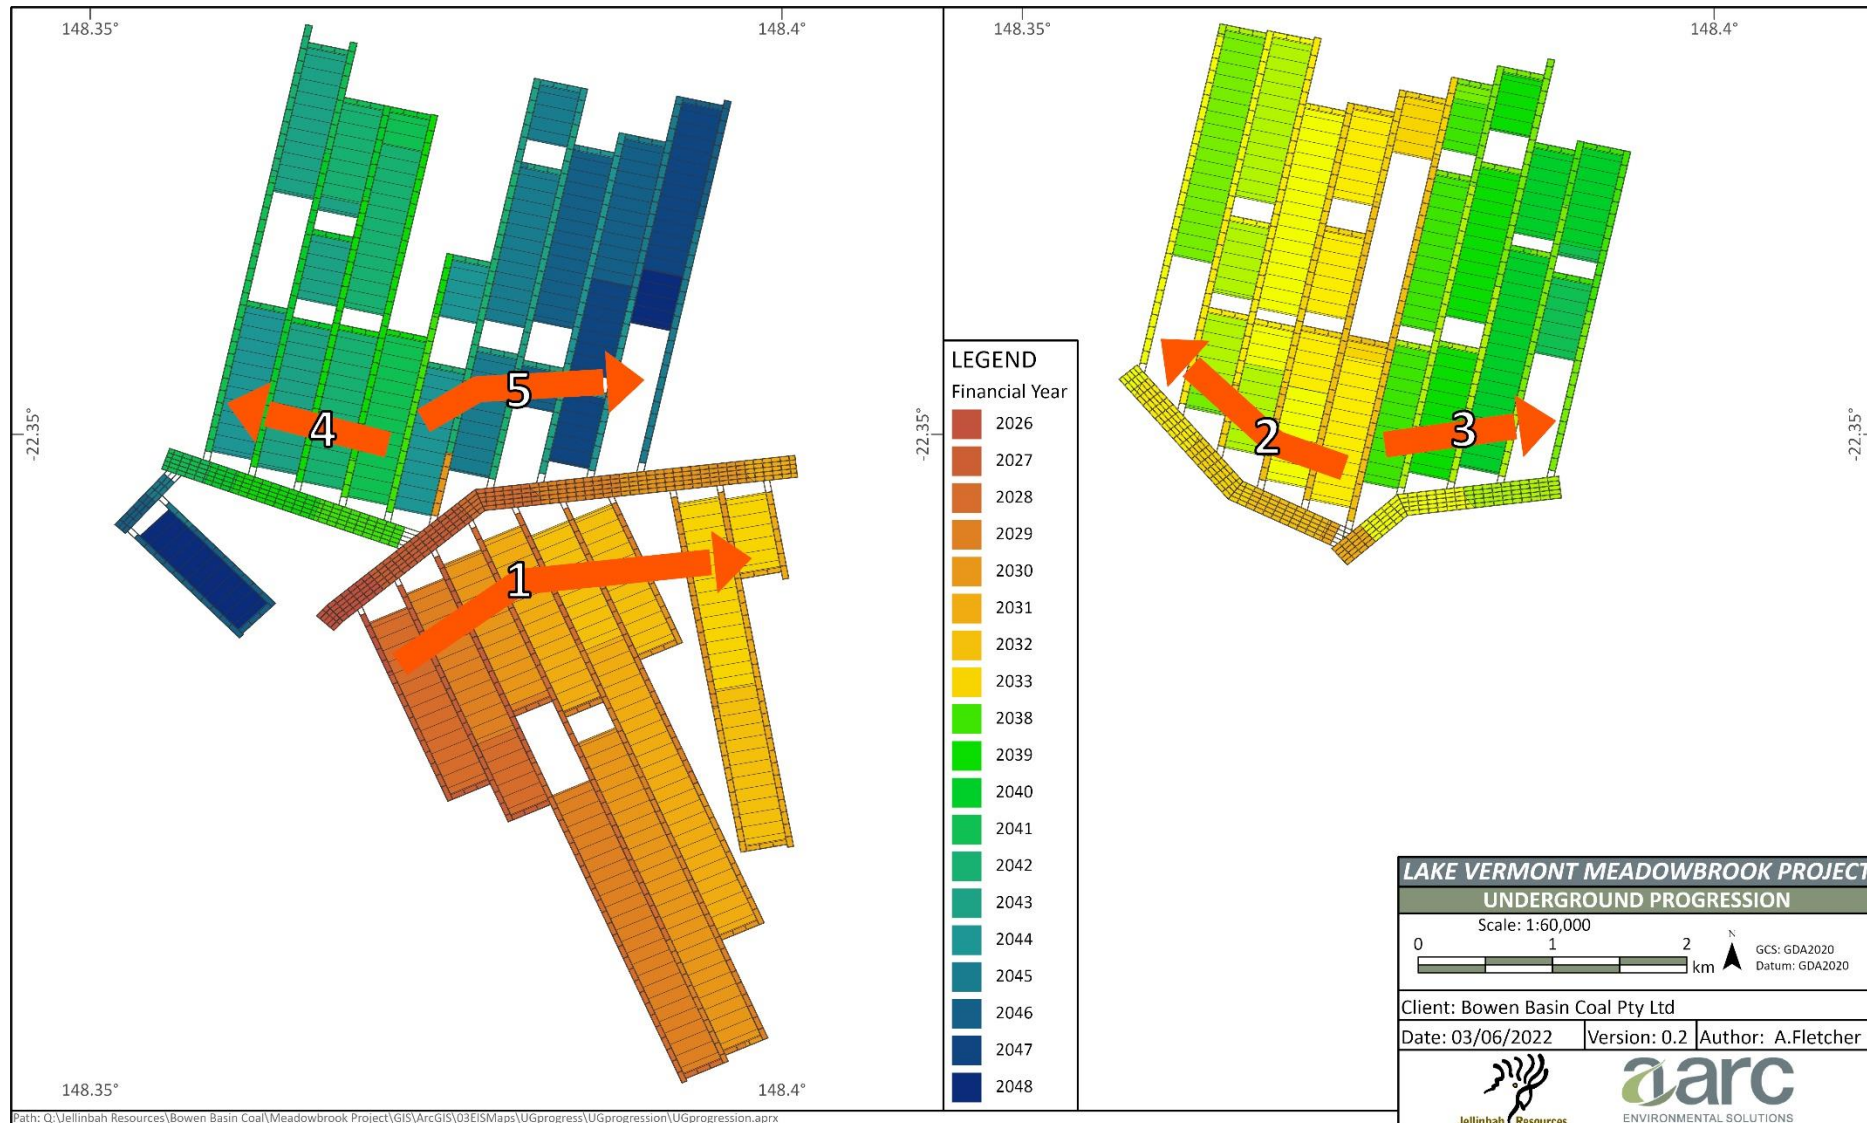 148.35°
148.4°
148.35°
148.4°
-22.35°
-22.35°
-22.35°
5
4
1
2
3
LEGEND
Financial Year
2026
2027
2028
2029
2030
2031
2032
2033
2038
2039
2040
2041
2042
2043
2044
2045
2046
2047
2048
148.35°
148.4°
LAKE VERMONT MEADOWBROOK PROJECT
UNDERGROUND PROGRESSION
Scale: 1:60,000
0 1 2
km
N
GCS: GDA2020
Datum: GDA2020
Client: Bowen Basin Coal Pty Ltd
Date: 03/06/2022 Version: 0.2 Author: A.Fletcher
Jellinbah Resources
aarc
ENVIRONMENTAL SOLUTIONS
Path: Q:\Jellinbah Resources\Bowen Basin Coal\Meadowbrook Project\GIS\ArcGIS\03EISMaps\UGprogress\UGprogression\UGprogression.aprx